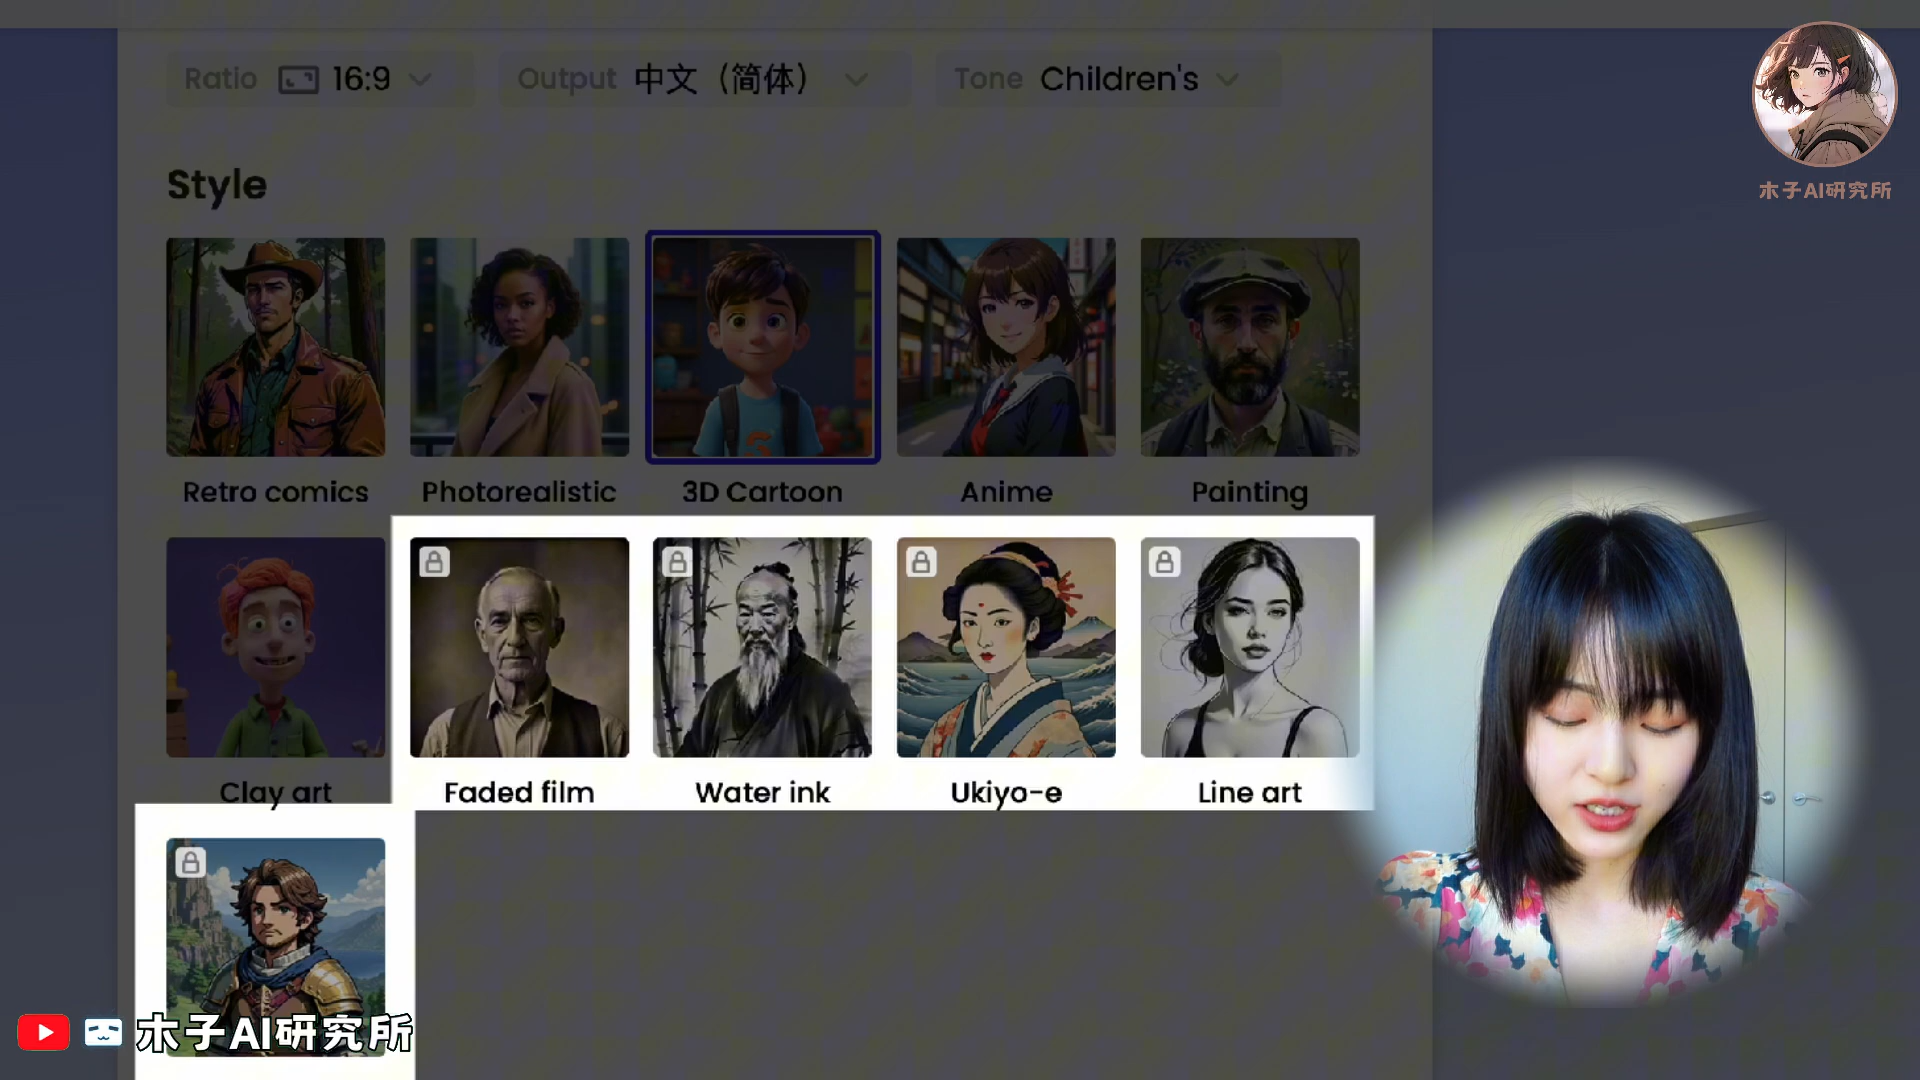 Ratio 16:9 Output 中文（简体） Tone Children's
木子AI研究所
Style
Retro comics Photorealistic 3D Cartoon Anime Painting
Clay art Faded film Water ink Ukiyo-e Line art
木子AI研究所